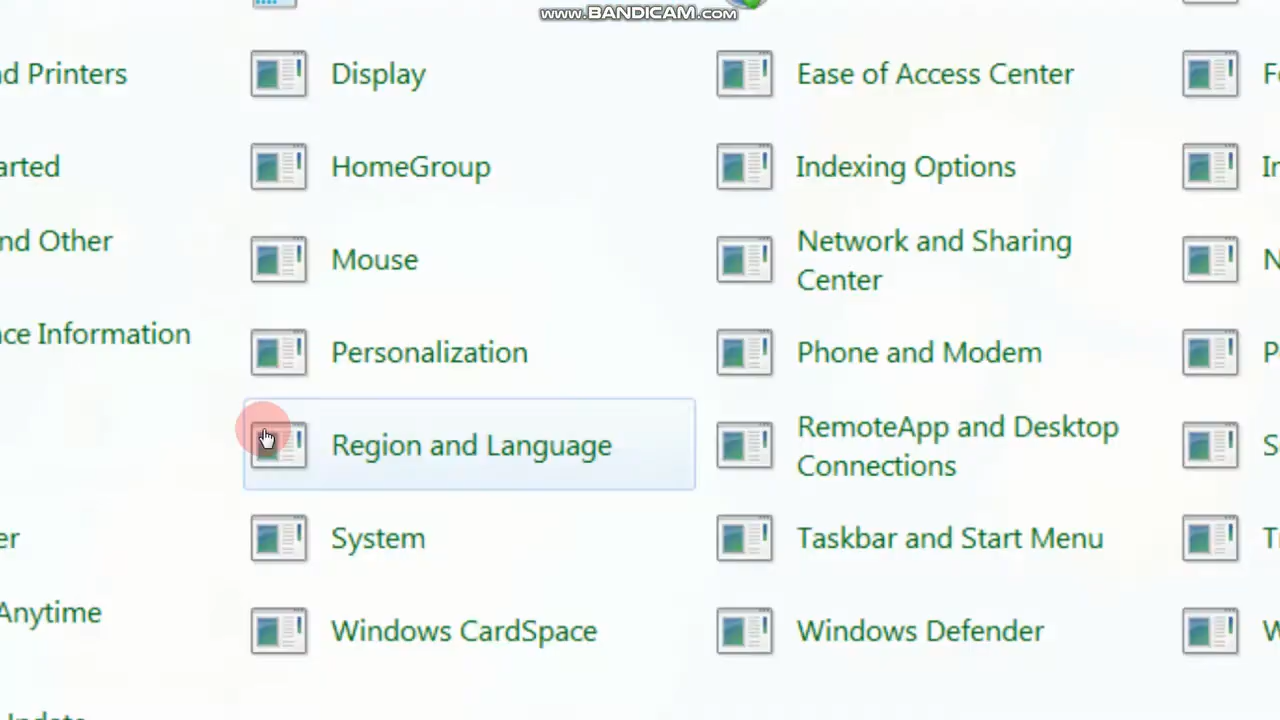 www.BANDICAM.com
nd Printers
Display
Ease of Access Center
arted
HomeGroup
Indexing Options
nd Other
Mouse
Network and Sharing
Center
ce Information
Personalization
Phone and Modem
Region and Language
RemoteApp and Desktop
Connections
er
System
Taskbar and Start Menu
Anytime
Windows CardSpace
Windows Defender